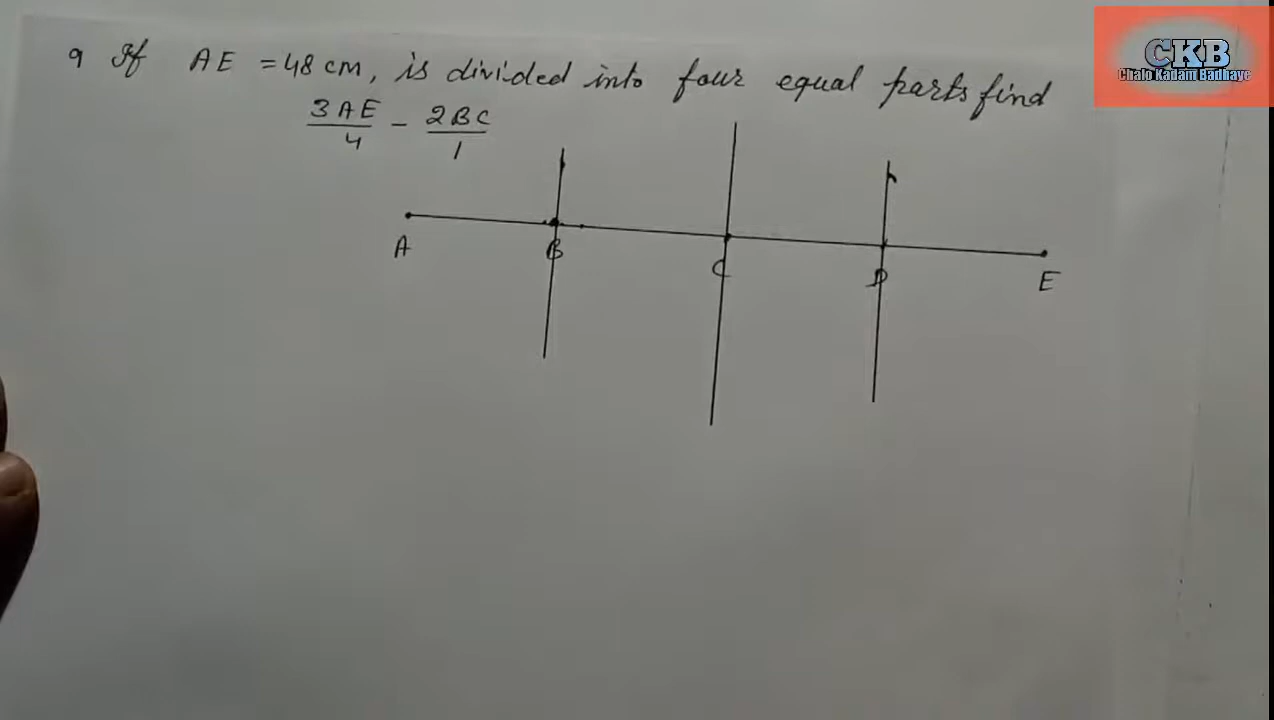 9 If AE = 48 cm, is divided into four equal parts find
3AE/4 - 2BC/1
A B C D E
CKB
Chalo Kadam Badhaye